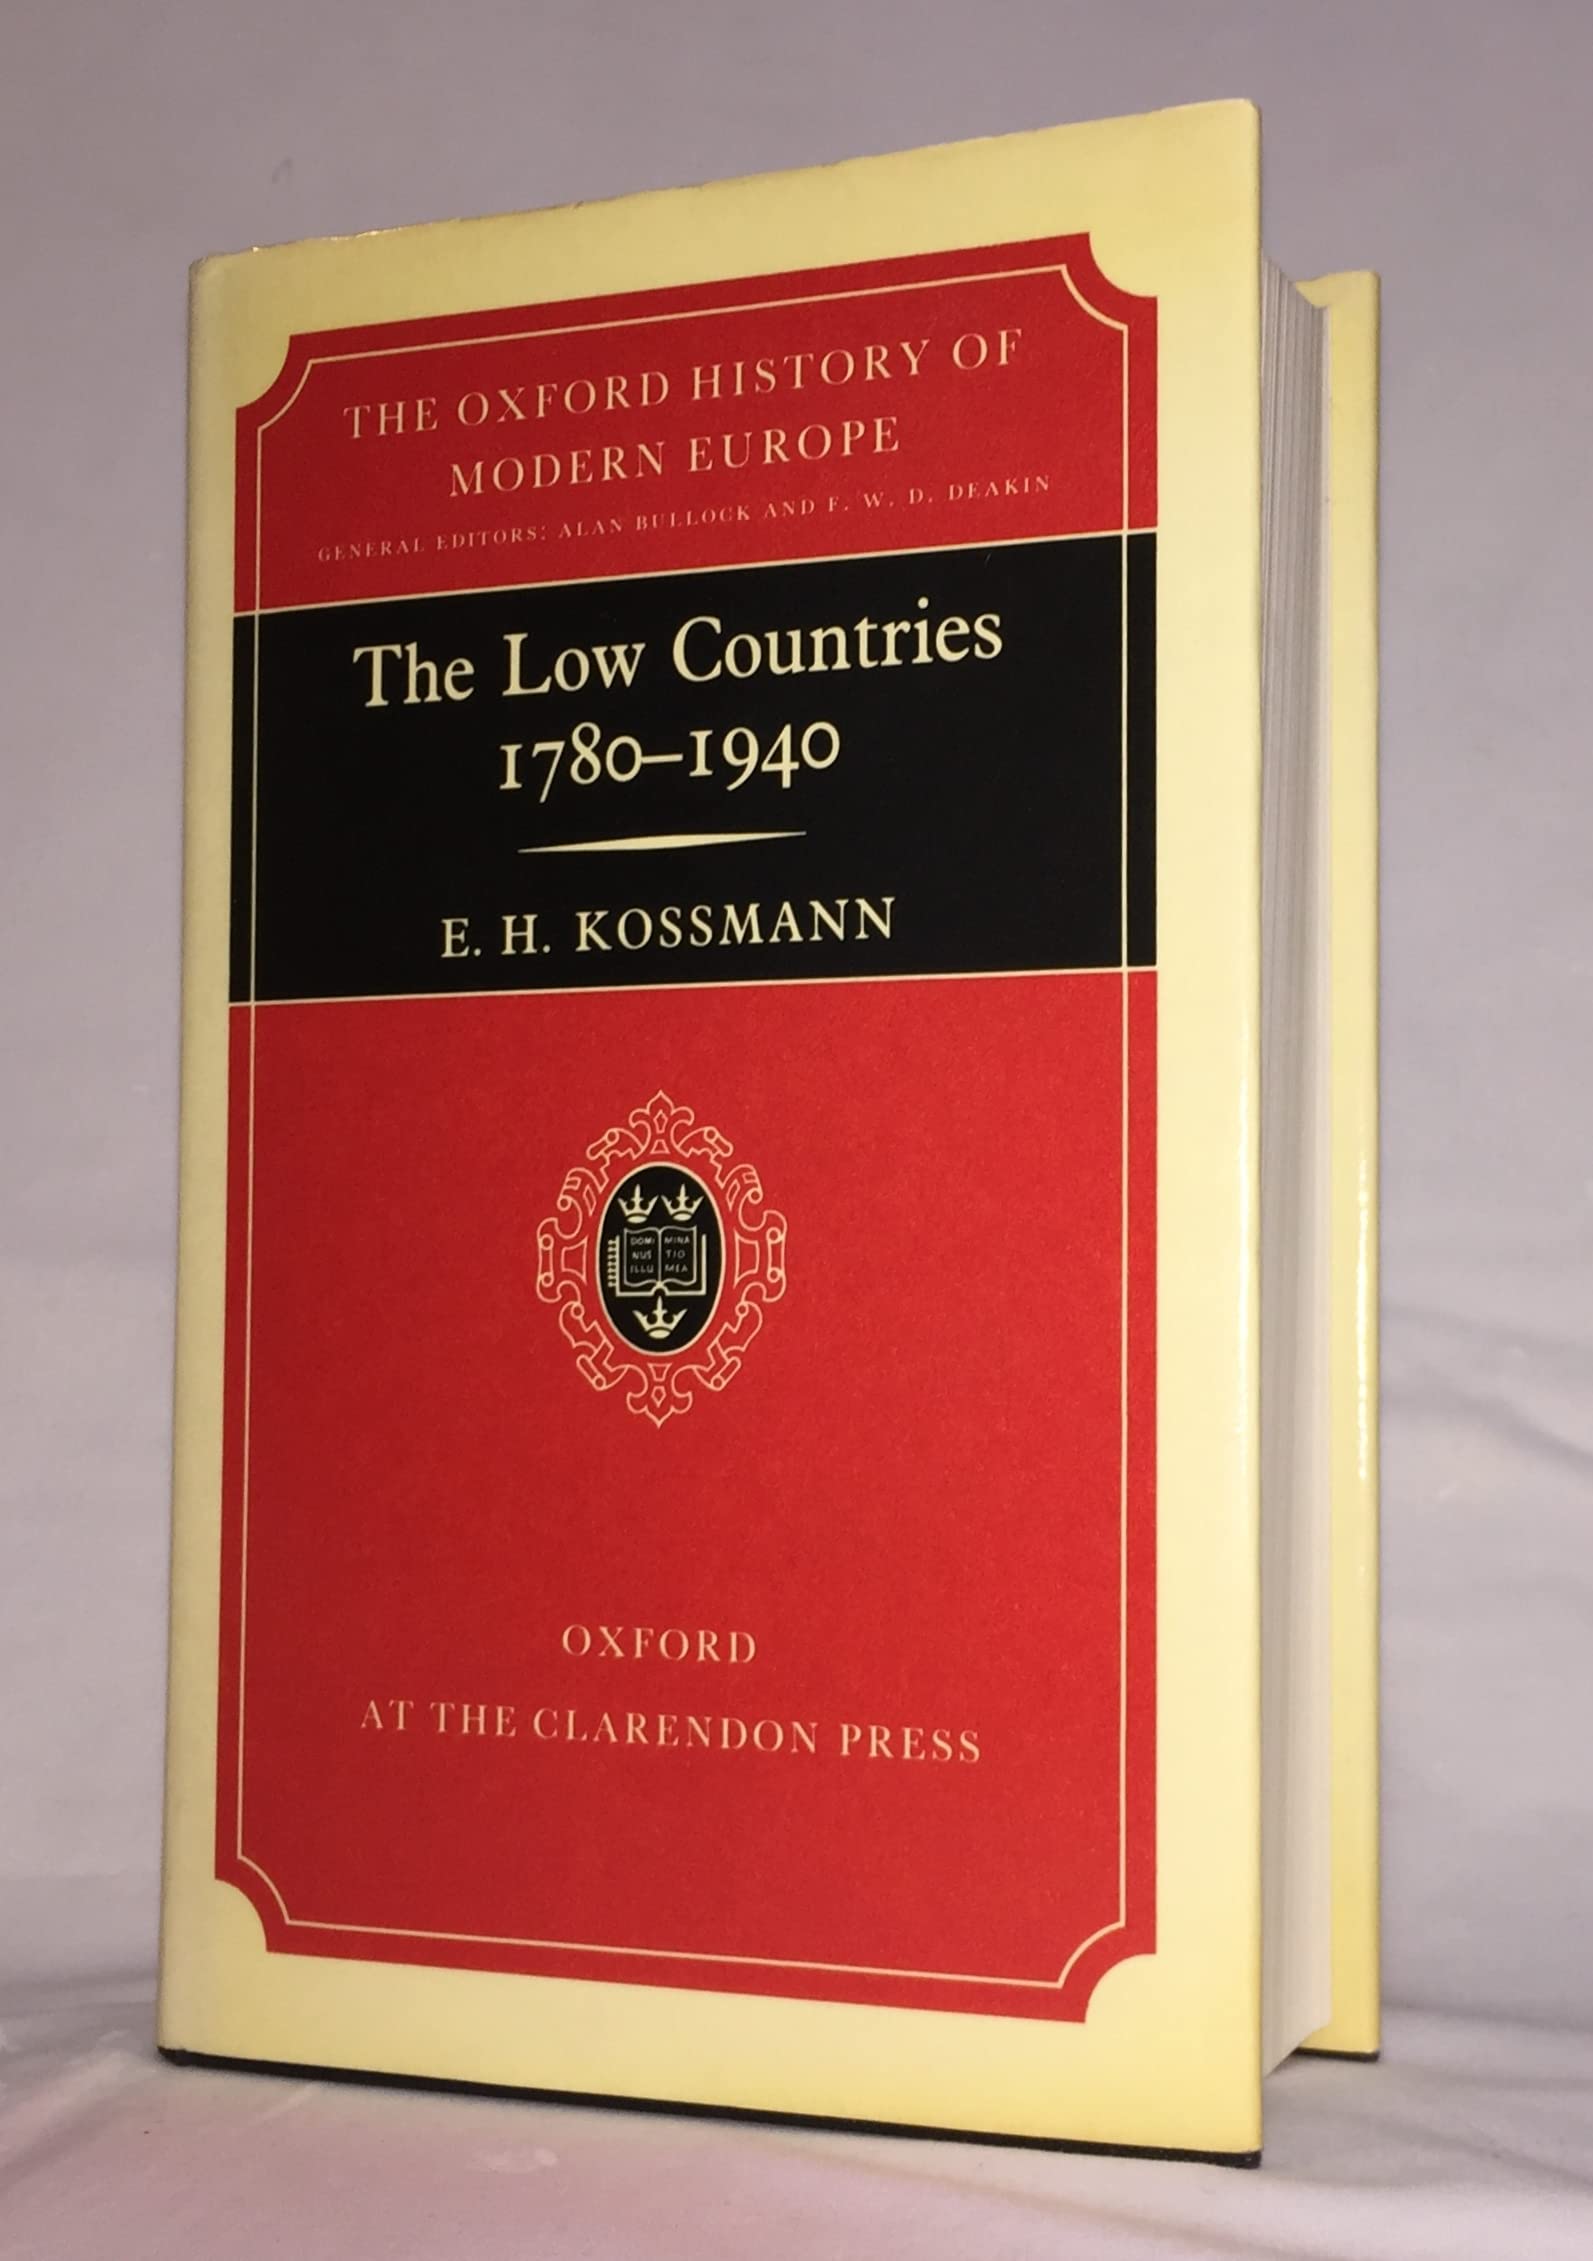 THE OXFORD HISTORY OF
MODERN EUROPE
GENERAL EDITORS: ALAN BULLOCK AND F. W. D. DEAKIN
The Low Countries
1780–1940
E. H. KOSSMANN
DOMI MINA
NUS TIO
ILLU MEA
OXFORD
AT THE CLARENDON PRESS